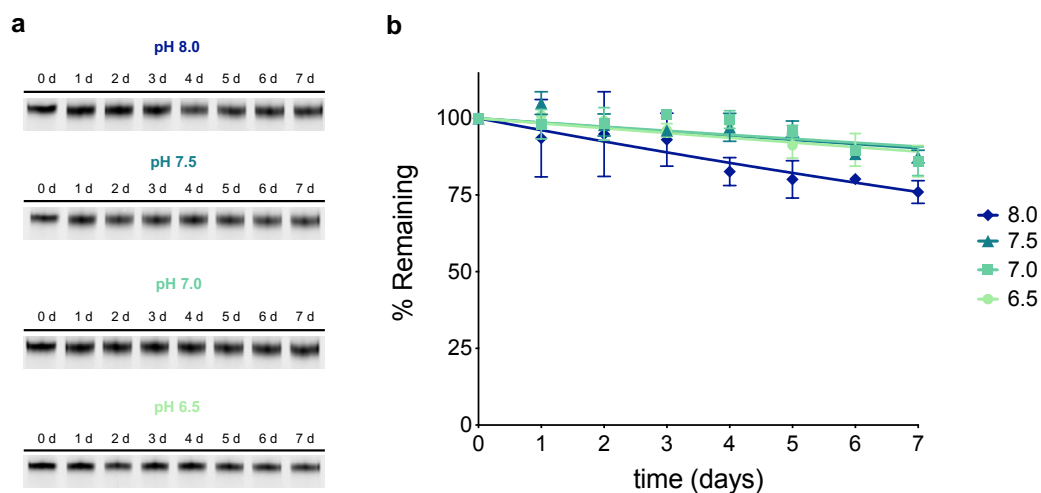 a
pH 8.0
0 d 1 d 2 d 3 d 4 d 5 d 6 d 7 d
pH 7.5
0 d 1 d 2 d 3 d 4 d 5 d 6 d 7 d
pH 7.0
0 d 1 d 2 d 3 d 4 d 5 d 6 d 7 d
pH 6.5
0 d 1 d 2 d 3 d 4 d 5 d 6 d 7 d
b
% Remaining
100
75
50
25
0
0 1 2 3 4 5 6 7
time (days)
8.0
7.5
7.0
6.5